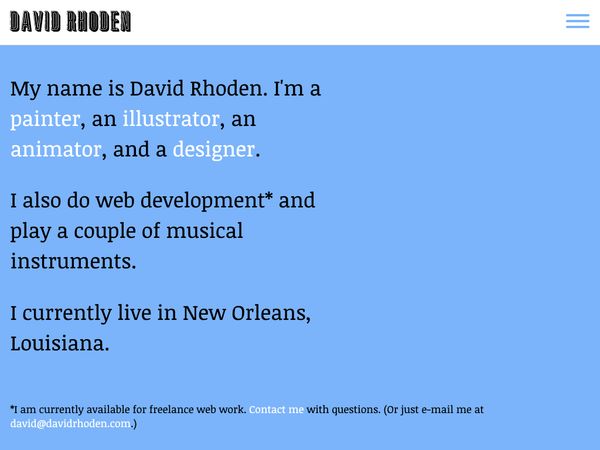 DAVID RHODEN
My name is David Rhoden. I'm a
painter, an illustrator, an
animator, and a designer.
I also do web development* and
play a couple of musical
instruments.
I currently live in New Orleans,
Louisiana.
*I am currently available for freelance web work. Contact me with questions. (Or just e-mail me at
david@davidrhoden.com.)